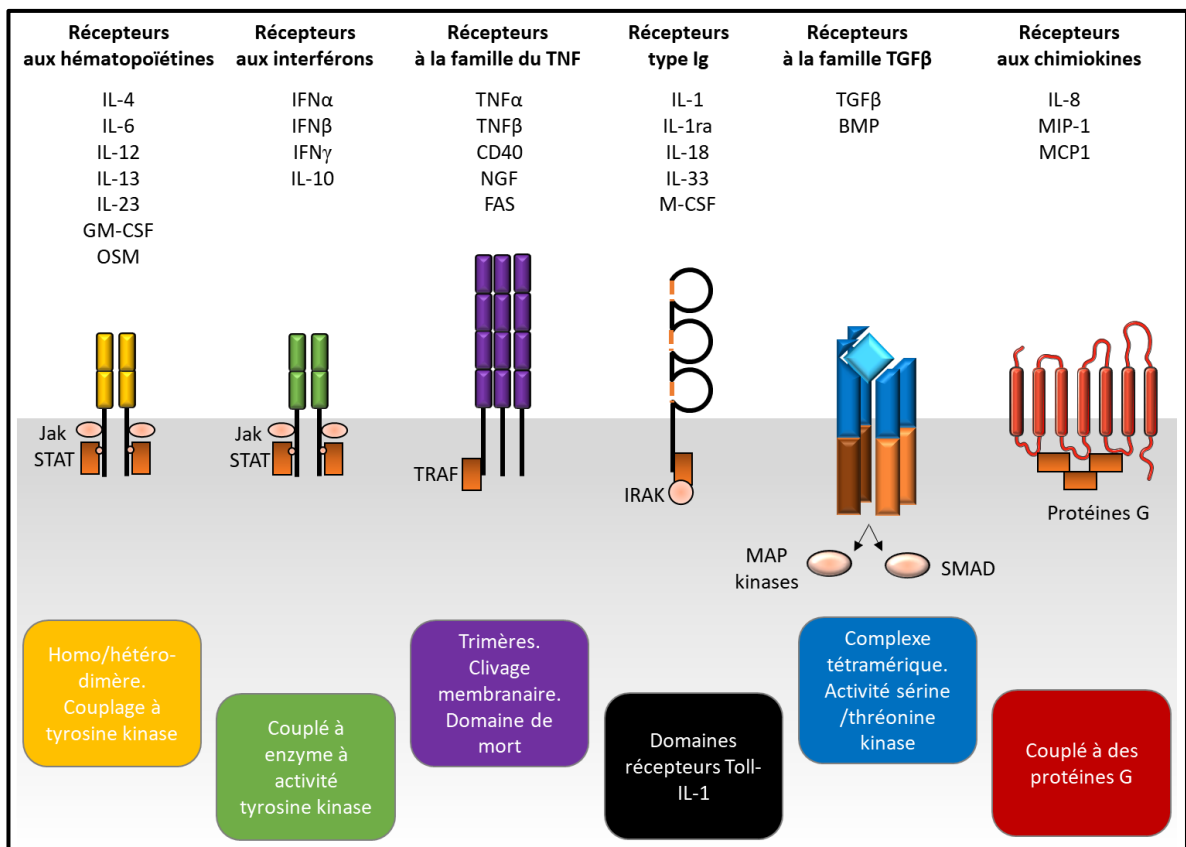 Récepteurs
aux hématopoïétines
IL-4
IL-6
IL-12
IL-13
IL-23
GM-CSF
OSM
Récepteurs
aux interférons
IFNα
IFNβ
IFNγ
IL-10
Récepteurs
à la famille du TNF
TNFα
TNFβ
CD40
NGF
FAS
Récepteurs
type Ig
IL-1
IL-1ra
IL-18
IL-33
M-CSF
Récepteurs
à la famille TGFβ
TGFβ
BMP
Récepteurs
aux chimiokines
IL-8
MIP-1
MCP1
Jak
STAT
Jak
STAT
TRAF
IRAK
MAP
kinases
SMAD
Protéines G
Homo/hétéro-
dimère.
Couplage à
tyrosine kinase
Couplé à
enzyme à
activité
tyrosine kinase
Trimères.
Clivage
membranaire.
Domaine de
mort
Domaines
récepteurs Toll-
IL-1
Complexe
tétramérique.
Activité sérine
/thréonine
kinase
Couplé à des
protéines G